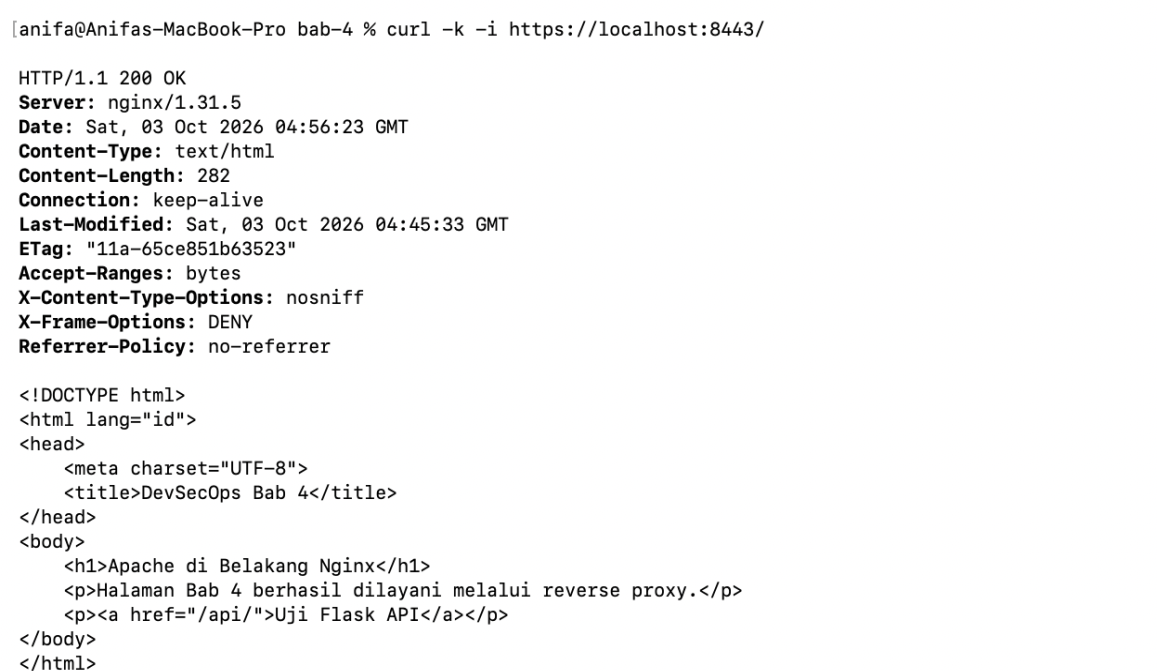 [anifa@Anifas-MacBook-Pro bab-4 % curl -k -i https://localhost:8443/
HTTP/1.1 200 OK
Server: nginx/1.31.5
Date: Sat, 03 Oct 2026 04:56:23 GMT
Content-Type: text/html
Content-Length: 282
Connection: keep-alive
Last-Modified: Sat, 03 Oct 2026 04:45:33 GMT
ETag: "11a-65ce851b63523"
Accept-Ranges: bytes
X-Content-Type-Options: nosniff
X-Frame-Options: DENY
Referrer-Policy: no-referrer
<!DOCTYPE html>
<html lang="id">
<head>
    <meta charset="UTF-8">
    <title>DevSecOps Bab 4</title>
</head>
<body>
    <h1>Apache di Belakang Nginx</h1>
    <p>Halaman Bab 4 berhasil dilayani melalui reverse proxy.</p>
    <p><a href="/api/">Uji Flask API</a></p>
</body>
</html>